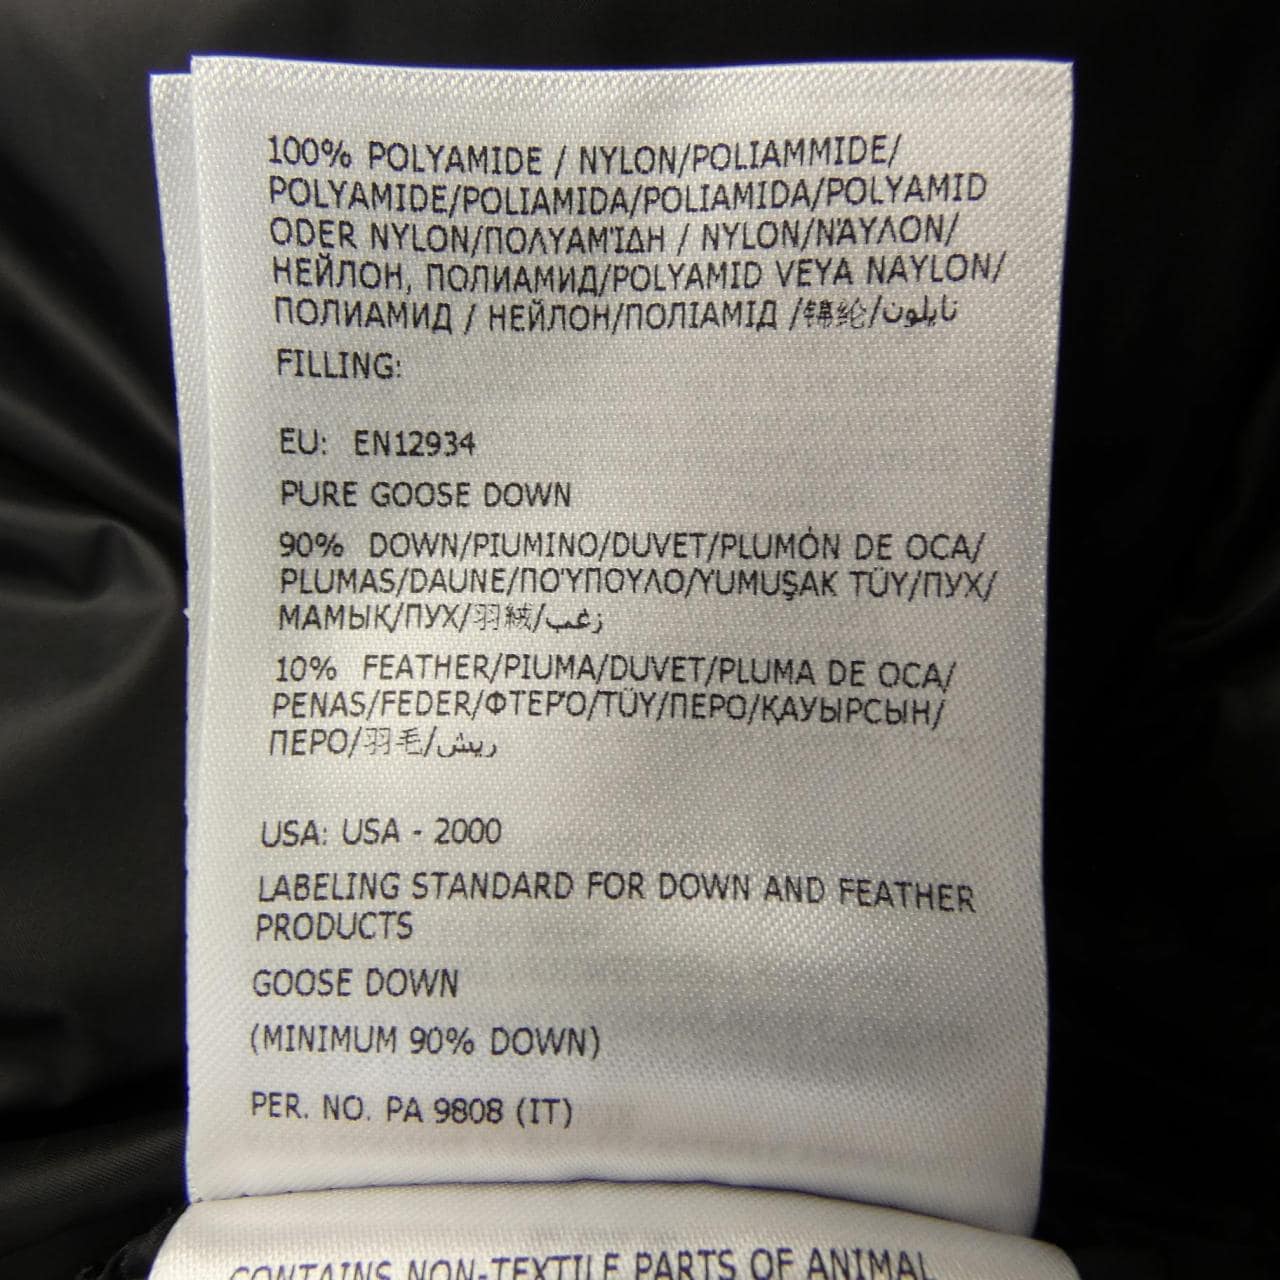 100% POLYAMIDE / NYLON/POLIAMMIDE/
POLYAMIDE/POLIAMIDA/POLIAMIDA/POLYAMID
ODER NYLON/ΠΟΛΥΑΜΊΔΗ / NYLON/ΝΆΥΛΟΝ/
НЕЙЛОН, ПОЛИАМИД/POLYAMID VEYA NAYLON/
ПОЛИАМИД / НЕЙЛОН/ПОЛІАМІД /锦纶/نايلون
FILLING:
EU: EN12934
PURE GOOSE DOWN
90% DOWN/PIUMINO/DUVET/PLUMÓN DE OCA/
PLUMAS/DAUNE/ΠΟΎΠΟΥΛΟ/YUMUŞAK TÜY/ПУХ/
МАМЫҚ/ПУХ/羽絨/زغب
10% FEATHER/PIUMA/DUVET/PLUMA DE OCA/
PENAS/FEDER/ΦΤΕΡΌ/TÜY/ПЕРО/ҚАУЫРСЫН/
ПЕРО/羽毛/ريش
USA: USA - 2000
LABELING STANDARD FOR DOWN AND FEATHER
PRODUCTS
GOOSE DOWN
(MINIMUM 90% DOWN)
PER. NO. PA 9808 (IT)
CONTAINS NON-TEXTILE PARTS OF ANIMAL